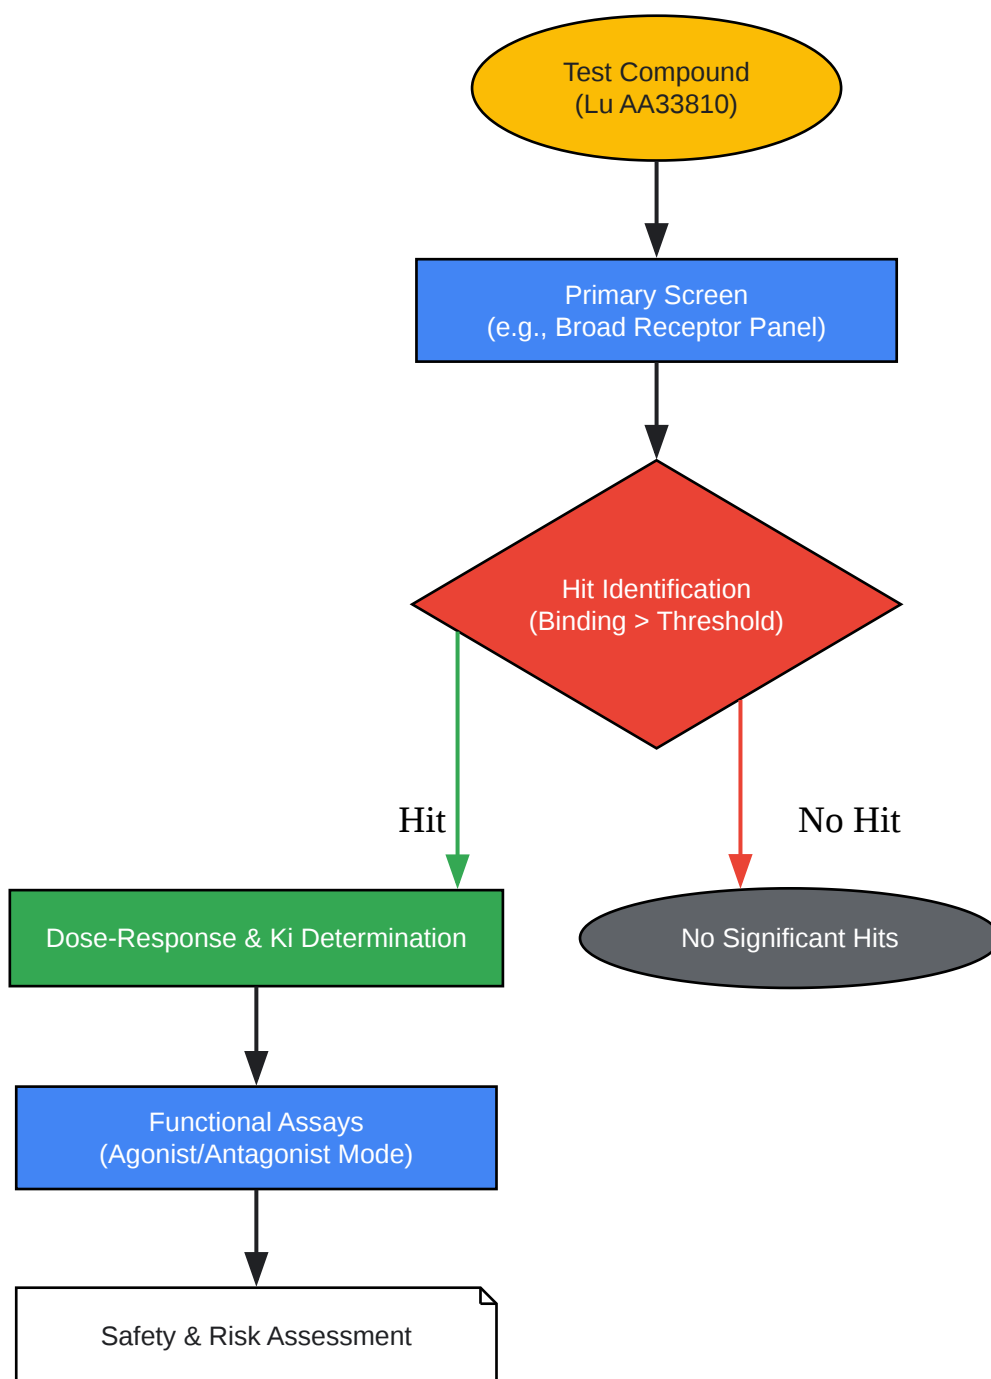 Test Compound
(Lu AA33810)
Primary Screen
(e.g., Broad Receptor Panel)
Hit Identification
(Binding > Threshold)
Hit
No Hit
Dose-Response & Ki Determination
No Significant Hits
Functional Assays
(Agonist/Antagonist Mode)
Safety & Risk Assessment